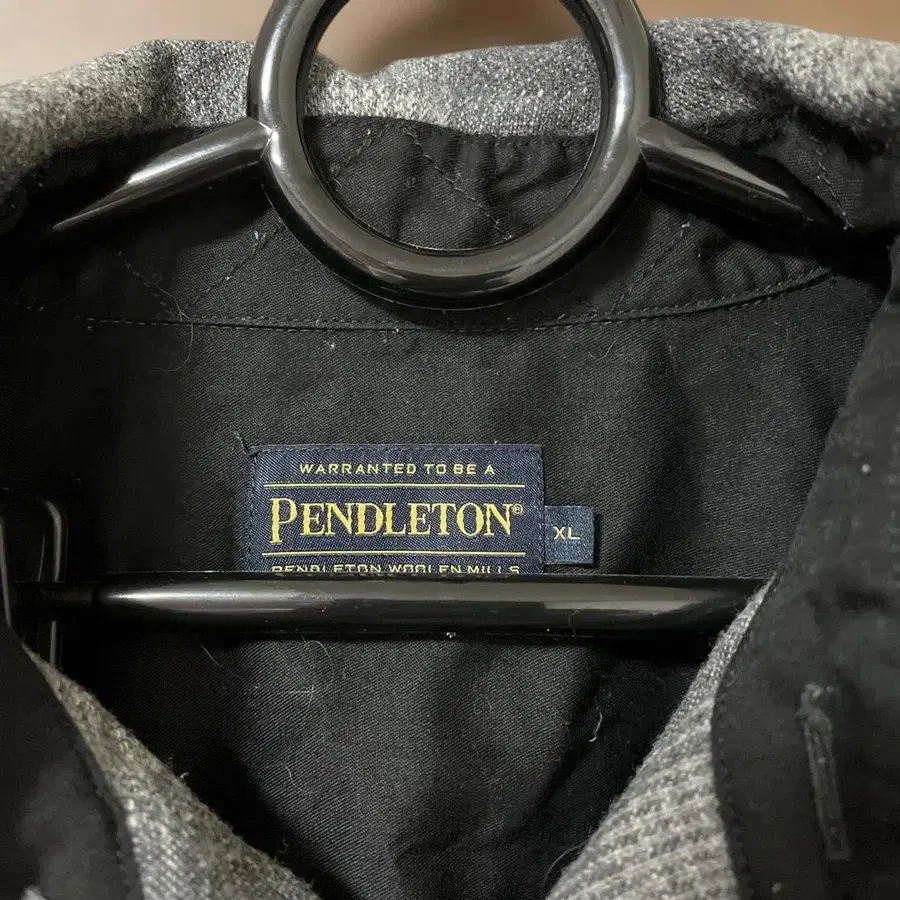 WARRANTED TO BE A
PENDLETON®
XL
PENDLETON WOOLEN MILLS